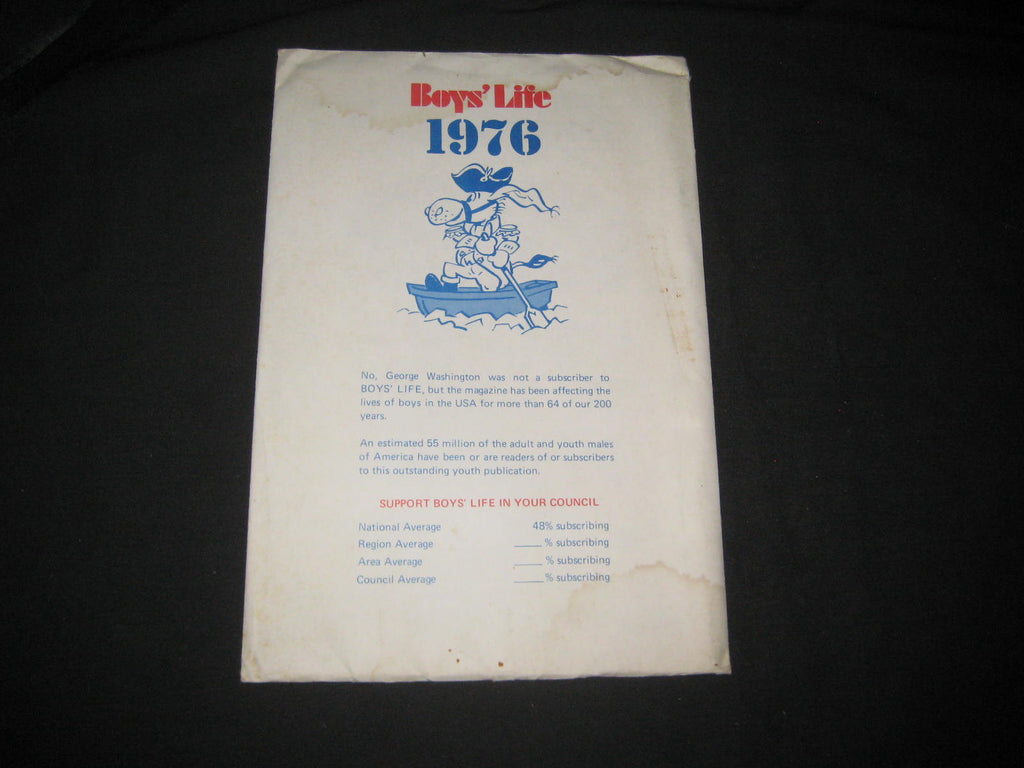 Boys' Life
1976
No, George Washington was not a subscriber to
BOYS' LIFE, but the magazine has been affecting the
lives of boys in the USA for more than 64 of our 200
years.
An estimated 55 million of the adult and youth males
of America have been or are readers of or subscribers
to this outstanding youth publication.
SUPPORT BOYS' LIFE IN YOUR COUNCIL
National Average 48% subscribing
Region Average ____ % subscribing
Area Average ____ % subscribing
Council Average ____ % subscribing